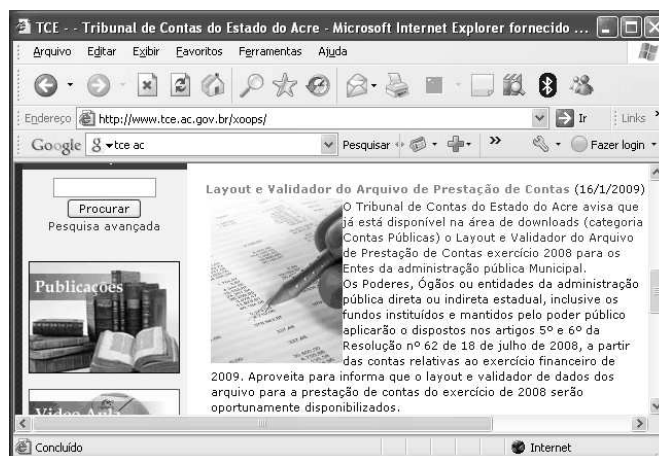 TCE - - Tribunal de Contas do Estado do Acre - Microsoft Internet Explorer fornecido ...
Arquivo Editar Exibir Favoritos Ferramentas Ajuda
Endereço http://www.tce.ac.gov.br/xoops/ Ir Links
Google tce ac Pesquisar Fazer login
Procurar
Pesquisa avançada
Publicações
Video Aula
Layout e Validador do Arquivo de Prestação de Contas (16/1/2009)
O Tribunal de Contas do Estado do Acre avisa que
já está disponível na área de downloads (categoria
Contas Públicas) o Layout e Validador do Arquivo
de Prestação de Contas exercício 2008 para os
Entes da administração pública Municipal.
Os Poderes, Ógãos ou entidades da administração
pública direta ou indireta estadual, inclusive os
fundos instituídos e mantidos pelo poder público
aplicarão o dispostos nos artigos 5º e 6º da
Resolução nº 62 de 18 de julho de 2008, a partir
das contas relativas ao exercício financeiro de
2009. Aproveita para informa que o layout e validador de dados dos
arquivo para a prestação de contas do exercício de 2008 serão
oportunamente disponibilizados.
Concluído Internet